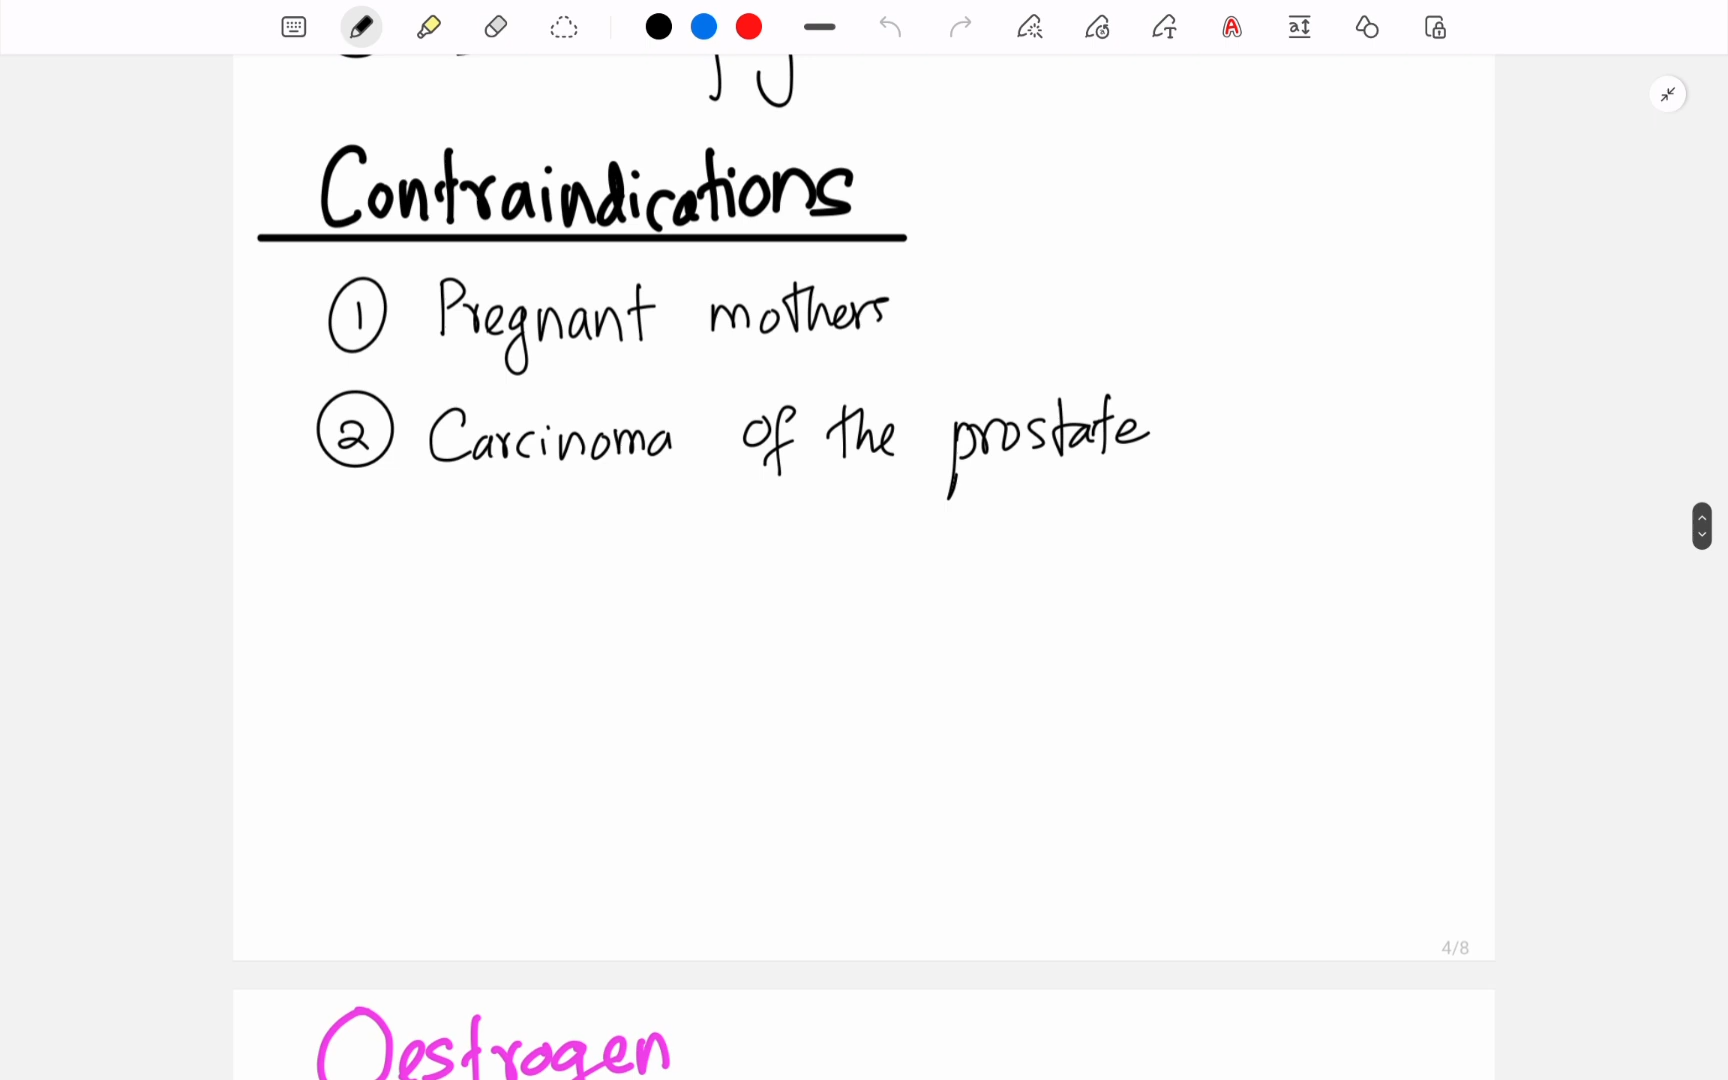 Contraindications
① Pregnant mothers
② Carcinoma of the prostate
4/8
Oestrogen